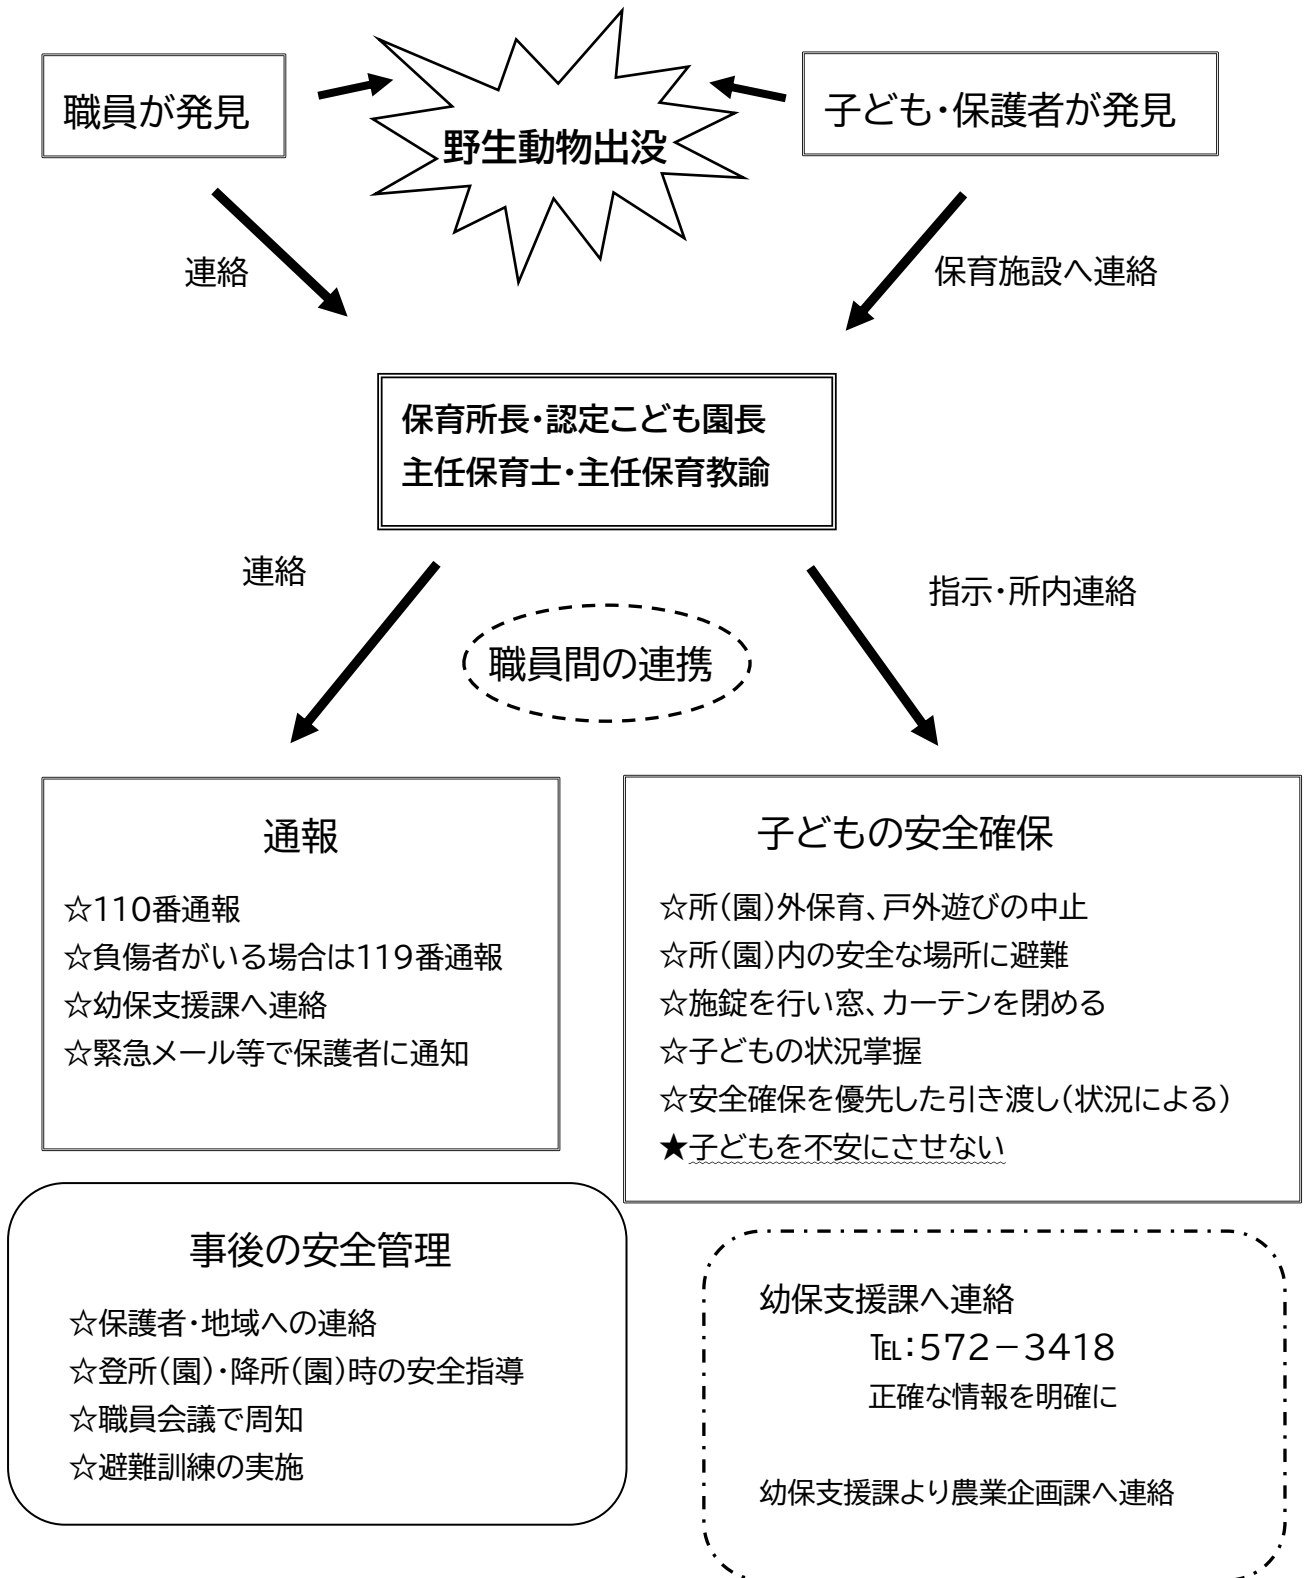 職員が発見
野生動物出没
子ども・保護者が発見
連絡
保育施設へ連絡
保育所長・認定こども園長
主任保育士・主任保育教諭
連絡
指示・所内連絡
職員間の連携
通報
☆110番通報
☆負傷者がいる場合は119番通報
☆幼保支援課へ連絡
☆緊急メール等で保護者に通知
子どもの安全確保
☆所(園)外保育、戸外遊びの中止
☆所(園)内の安全な場所に避難
☆施錠を行い窓、カーテンを閉める
☆子どもの状況掌握
☆安全確保を優先した引き渡し(状況による)
★子どもを不安にさせない
事後の安全管理
☆保護者・地域への連絡
☆登所(園)・降所(園)時の安全指導
☆職員会議で周知
☆避難訓練の実施
幼保支援課へ連絡
℡:572-3418
正確な情報を明確に
幼保支援課より農業企画課へ連絡